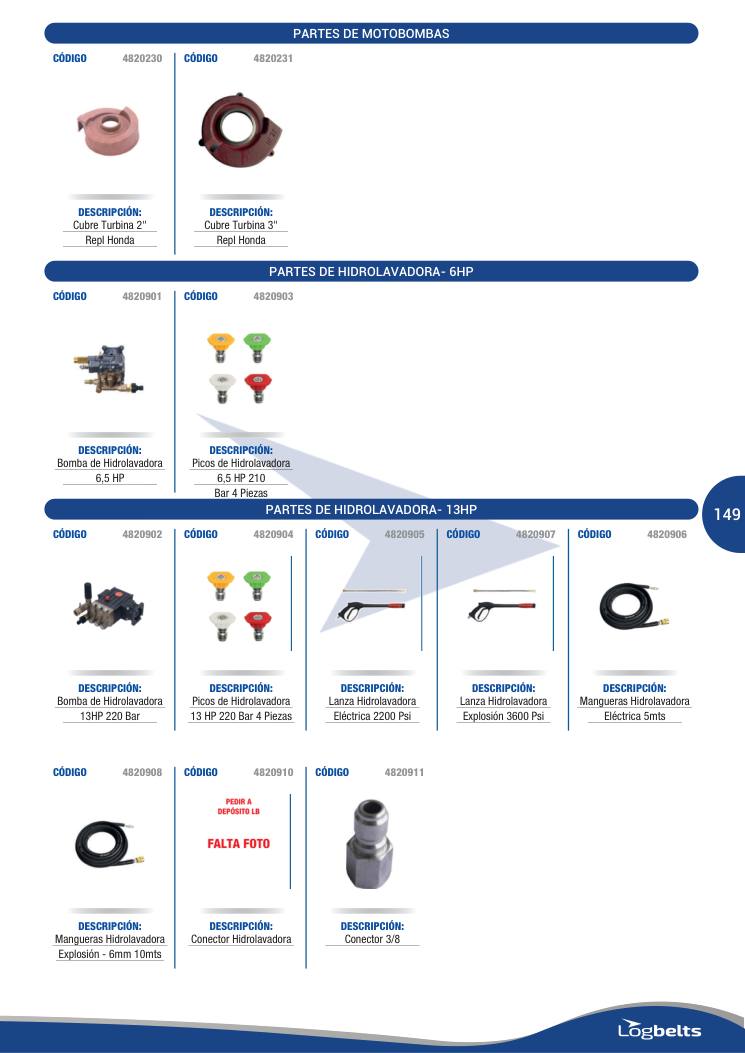 PARTES DE MOTOBOMBAS
CÓDIGO 4820230
CÓDIGO 4820231
DESCRIPCIÓN:
Cubre Turbina 2"
Repl Honda
DESCRIPCIÓN:
Cubre Turbina 3"
Repl Honda
PARTES DE HIDROLAVADORA- 6HP
CÓDIGO 4820901
CÓDIGO 4820903
DESCRIPCIÓN:
Bomba de Hidrolavadora
6,5 HP
DESCRIPCIÓN:
Picos de Hidrolavadora
6,5 HP 210
Bar 4 Piezas
PARTES DE HIDROLAVADORA- 13HP
149
CÓDIGO 4820902
CÓDIGO 4820904
CÓDIGO 4820905
CÓDIGO 4820907
CÓDIGO 4820906
DESCRIPCIÓN:
Bomba de Hidrolavadora
13HP 220 Bar
DESCRIPCIÓN:
Picos de Hidrolavadora
13 HP 220 Bar 4 Piezas
DESCRIPCIÓN:
Lanza Hidrolavadora
Eléctrica 2200 Psi
DESCRIPCIÓN:
Lanza Hidrolavadora
Explosión 3600 Psi
DESCRIPCIÓN:
Mangueras Hidrolavadora
Eléctrica 5mts
CÓDIGO 4820908
CÓDIGO 4820910
CÓDIGO 4820911
PEDIR A
DEPÓSITO LB
FALTA FOTO
DESCRIPCIÓN:
Mangueras Hidrolavadora
Explosión - 6mm 10mts
DESCRIPCIÓN:
Conector Hidrolavadora
DESCRIPCIÓN:
Conector 3/8
Logbelts